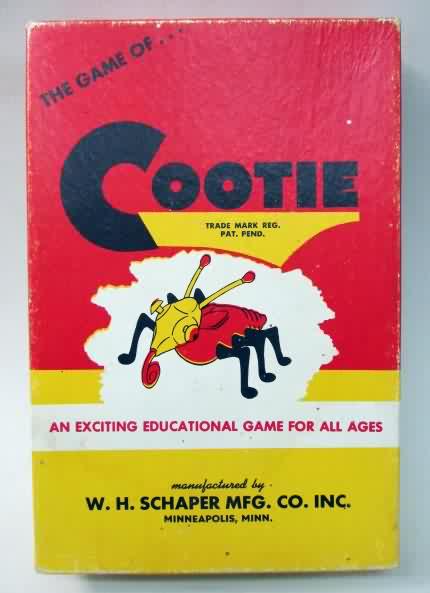 THE GAME OF...
COOTIE
TRADE MARK REG.
PAT. PEND.
AN EXCITING EDUCATIONAL GAME FOR ALL AGES
manufactured by
W. H. SCHAPER MFG. CO. INC.
MINNEAPOLIS, MINN.